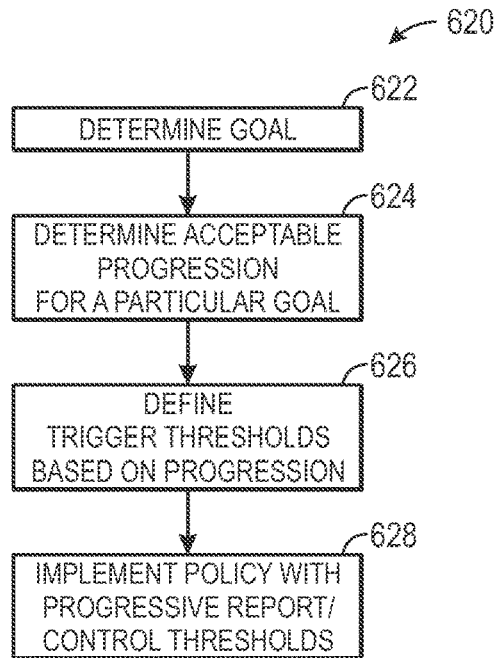 620
622
DETERMINE GOAL
624
DETERMINE ACCEPTABLE
PROGRESSION
FOR A PARTICULAR GOAL
626
DEFINE
TRIGGER THRESHOLDS
BASED ON PROGRESSION
628
IMPLEMENT POLICY WITH
PROGRESSIVE REPORT/
CONTROL THRESHOLDS